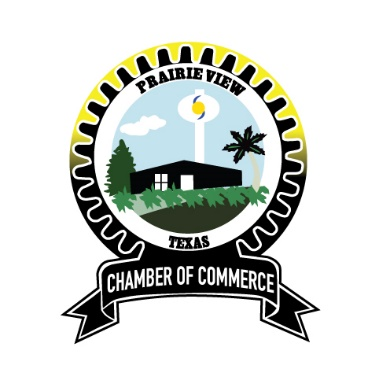 PRAIRIE VIEW
TEXAS
CHAMBER OF COMMERCE